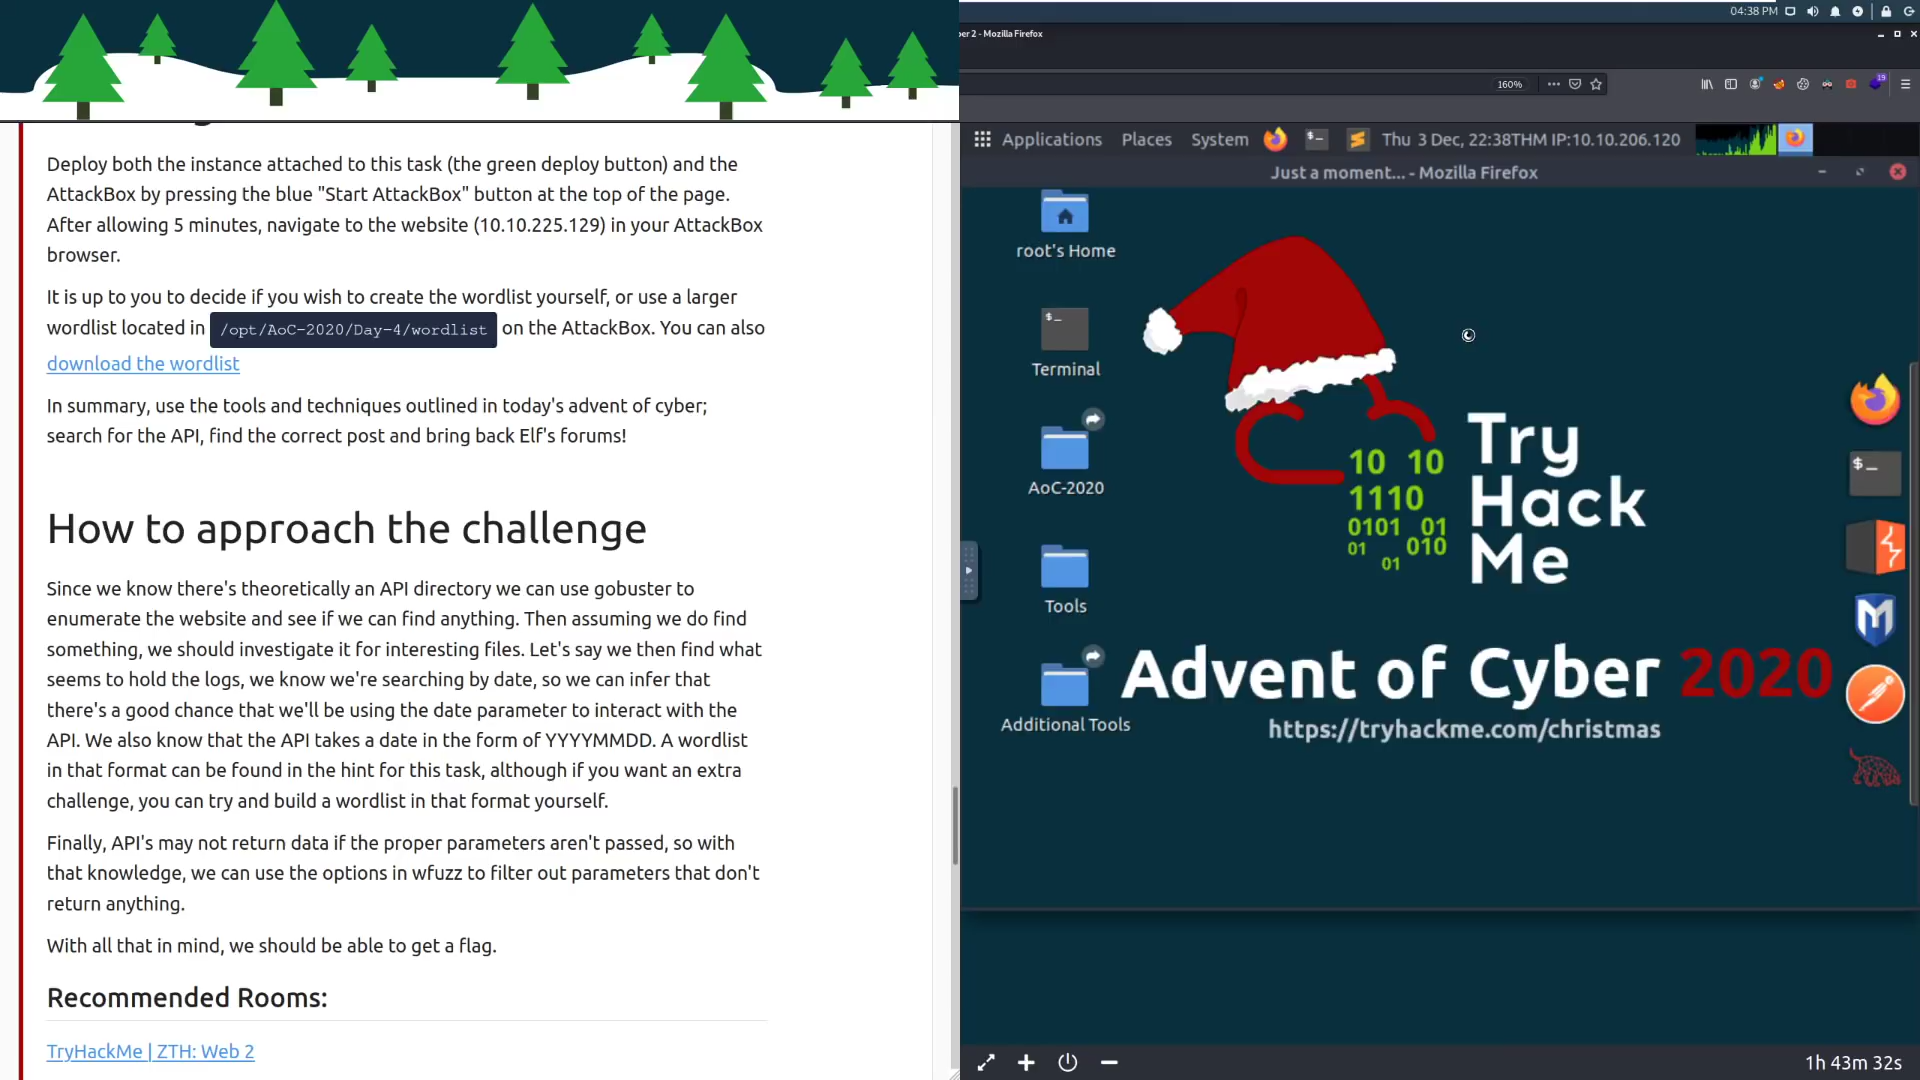 04:38 PM
ber 2 - Mozilla Firefox
160%
19
Applications Places System Thu 3 Dec, 22:38THM IP:10.10.206.120
Just a moment... - Mozilla Firefox
Deploy both the instance attached to this task (the green deploy button) and the
AttackBox by pressing the blue "Start AttackBox" button at the top of the page.
After allowing 5 minutes, navigate to the website (10.10.225.129) in your AttackBox
browser.
It is up to you to decide if you wish to create the wordlist yourself, or use a larger
wordlist located in /opt/AoC-2020/Day-4/wordlist on the AttackBox. You can also
download the wordlist
In summary, use the tools and techniques outlined in today's advent of cyber;
search for the API, find the correct post and bring back Elf's forums!
How to approach the challenge
Since we know there's theoretically an API directory we can use gobuster to
enumerate the website and see if we can find anything. Then assuming we do find
something, we should investigate it for interesting files. Let's say we then find what
seems to hold the logs, we know we're searching by date, so we can infer that
there's a good chance that we'll be using the date parameter to interact with the
API. We also know that the API takes a date in the form of YYYYMMDD. A wordlist
in that format can be found in the hint for this task, although if you want an extra
challenge, you can try and build a wordlist in that format yourself.
Finally, API's may not return data if the proper parameters aren't passed, so with
that knowledge, we can use the options in wfuzz to filter out parameters that don't
return anything.
With all that in mind, we should be able to get a flag.
Recommended Rooms:
TryHackMe | ZTH: Web 2
root's Home
$_
Terminal
AoC-2020
Tools
Additional Tools
10 10
1110
0101 01
01 010
01
Try
Hack
Me
Advent of Cyber 2020
https://tryhackme.com/christmas
$_
M
1h 43m 32s